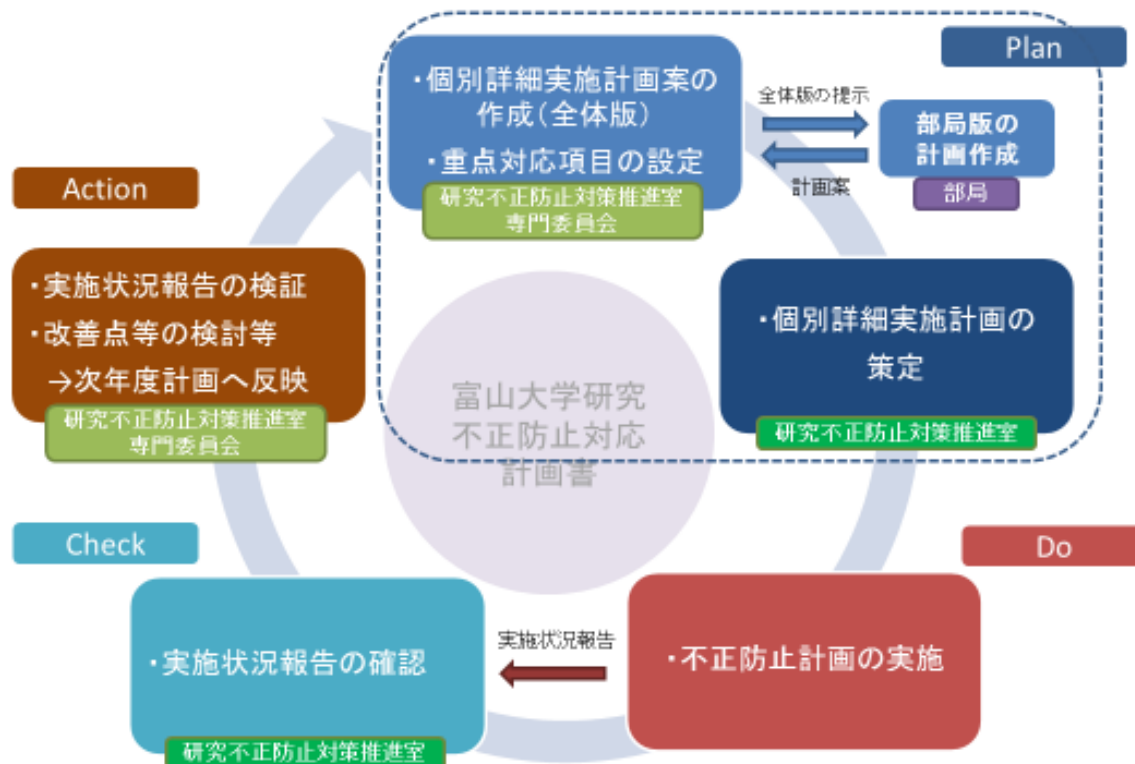 Plan
・個別詳細実施計画案の
作成(全体版)
・重点対応項目の設定
研究不正防止対策推進室
専門委員会
全体版の提示
計画案
部局版の
計画作成
部局
・個別詳細実施計画の
策定
研究不正防止対策推進室
Do
・不正防止計画の実施
実施状況報告
Check
・実施状況報告の確認
研究不正防止対策推進室
Action
・実施状況報告の検証
・改善点等の検討等
→次年度計画へ反映
研究不正防止対策推進室
専門委員会
富山大学研究
不正防止対応
計画書